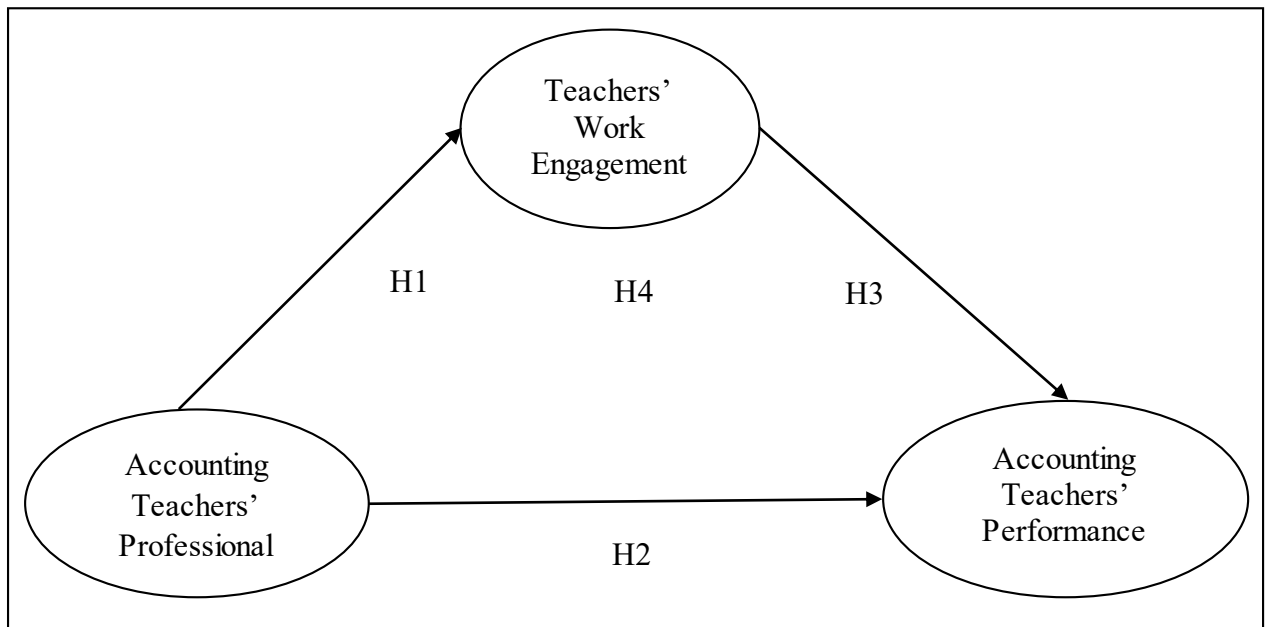 Teachers’
Work
Engagement
H1
H4
H3
Accounting
Teachers’
Professional
Accounting
Teachers’
Performance
H2